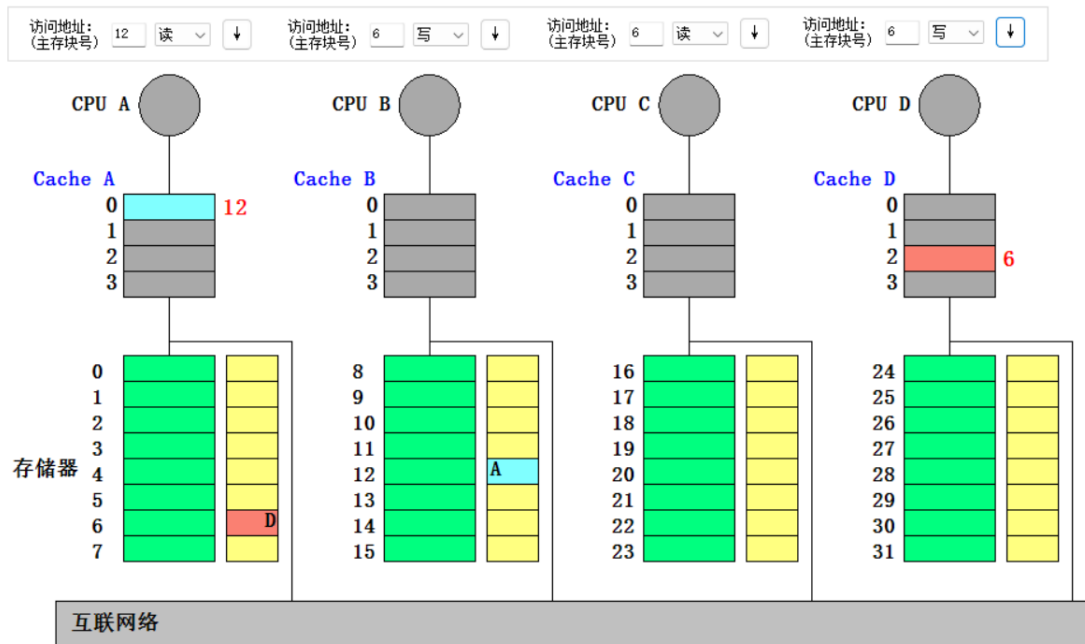 访问地址: 12 读 ↓ 访问地址: 6 写 ↓ 访问地址: 6 读 ↓ 访问地址: 6 写 ↓
(主存块号) (主存块号) (主存块号) (主存块号)
CPU A CPU B CPU C CPU D
Cache A Cache B Cache C Cache D
0 12 0 0 0
1 1 1 1
2 2 2 2 6
3 3 3 3
0 8 16 24
1 9 17 25
2 10 18 26
3 11 19 27
存储器 4 12 A 20 28
5 13 21 29
6 D 14 22 30
7 15 23 31
互联网络